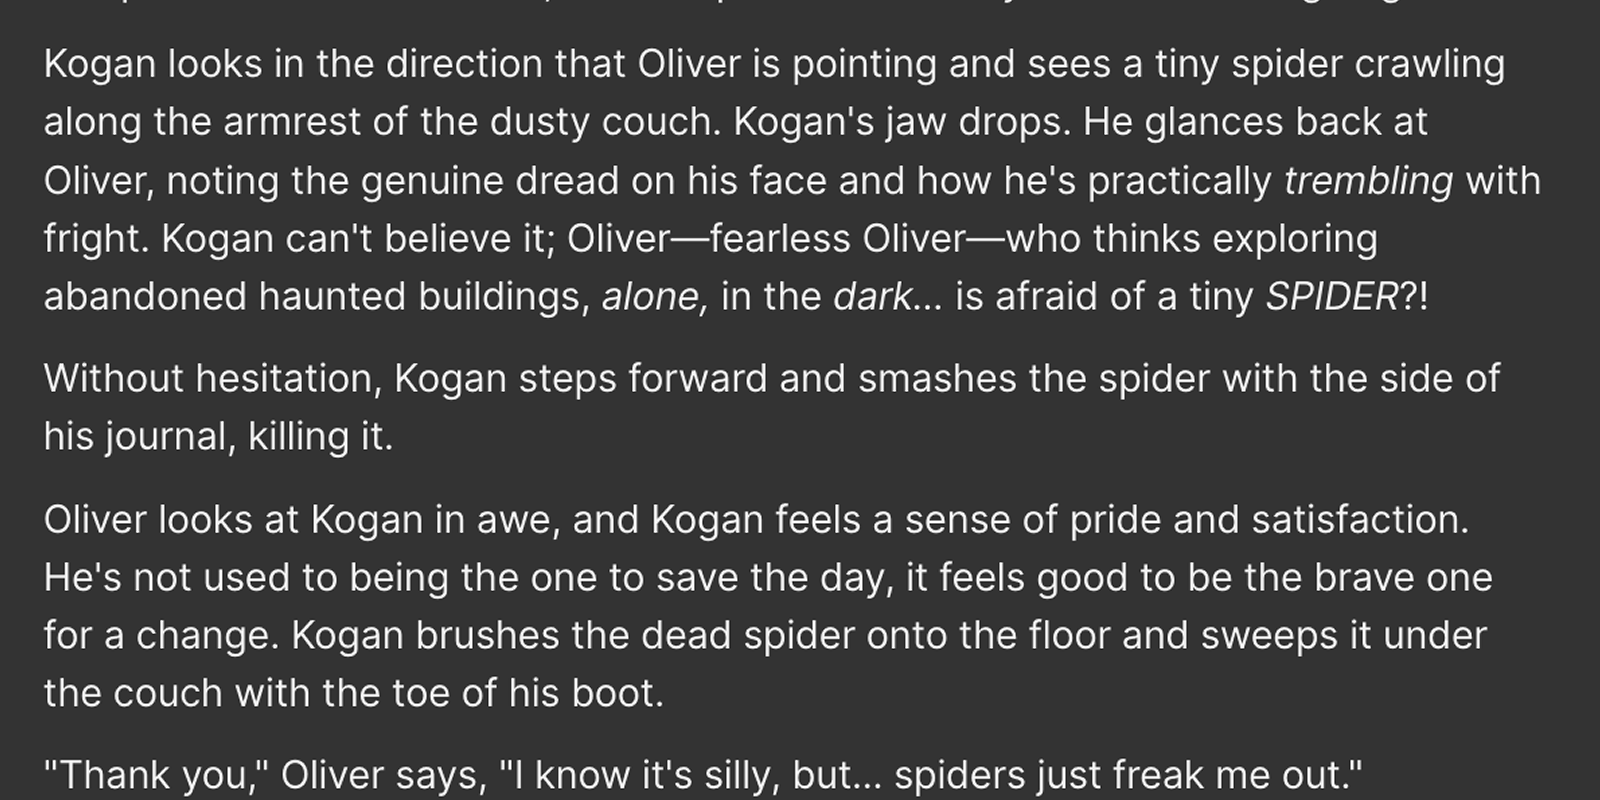 Kogan looks in the direction that Oliver is pointing and sees a tiny spider crawling
along the armrest of the dusty couch. Kogan's jaw drops. He glances back at
Oliver, noting the genuine dread on his face and how he's practically trembling with
fright. Kogan can't believe it; Oliver—fearless Oliver—who thinks exploring
abandoned haunted buildings, alone, in the dark... is afraid of a tiny SPIDER?!
Without hesitation, Kogan steps forward and smashes the spider with the side of
his journal, killing it.
Oliver looks at Kogan in awe, and Kogan feels a sense of pride and satisfaction.
He's not used to being the one to save the day, it feels good to be the brave one
for a change. Kogan brushes the dead spider onto the floor and sweeps it under
the couch with the toe of his boot.
"Thank you," Oliver says, "I know it's silly, but... spiders just freak me out."